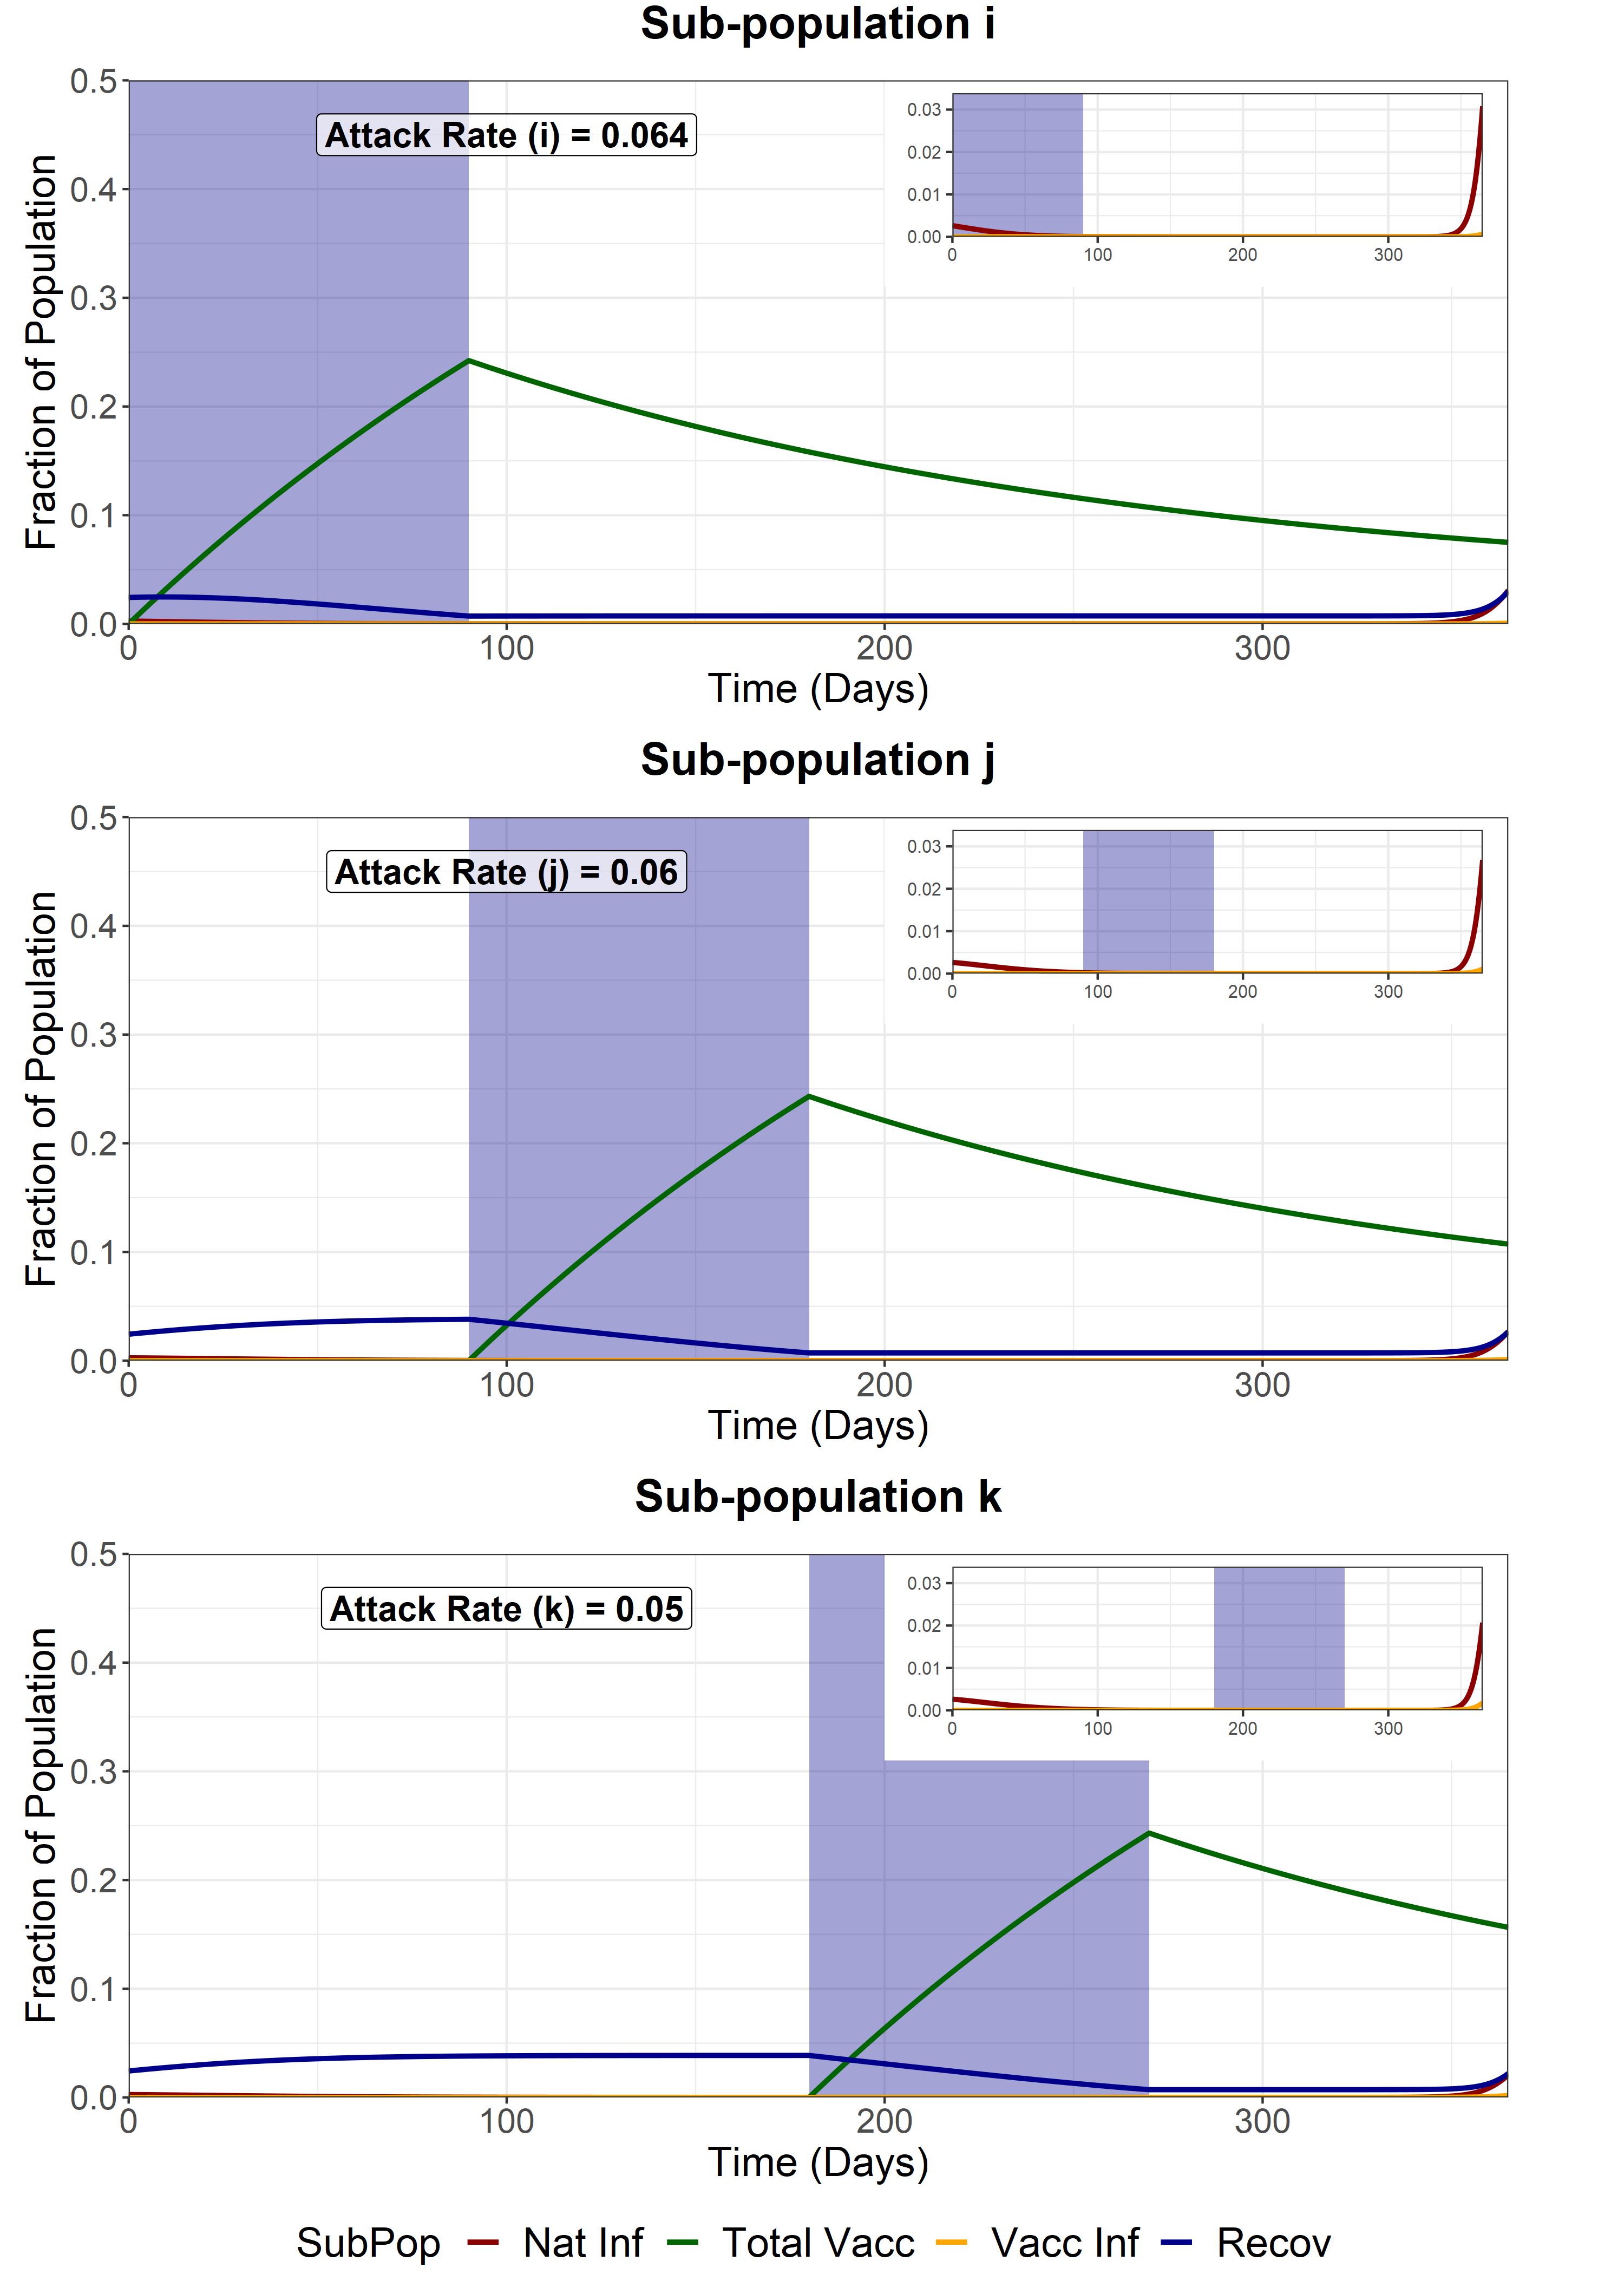 Sub-population i
Fraction of Population
0.5
0.4
0.3
0.2
0.1
0.0
Attack Rate (i) = 0.064
0.03
0.02
0.01
0.00
0 100 200 300
0 100 200 300
Time (Days)
Sub-population j
Fraction of Population
0.5
0.4
0.3
0.2
0.1
0.0
Attack Rate (j) = 0.06
0.03
0.02
0.01
0.00
0 100 200 300
0 100 200 300
Time (Days)
Sub-population k
Fraction of Population
0.5
0.4
0.3
0.2
0.1
0.0
Attack Rate (k) = 0.05
0.03
0.02
0.01
0.00
0 100 200 300
0 100 200 300
Time (Days)
SubPop Nat Inf Total Vacc Vacc Inf Recov